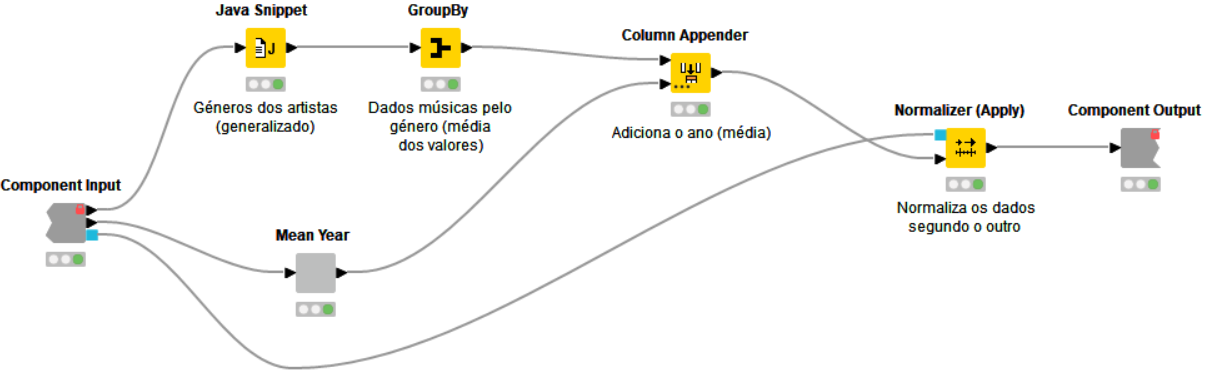 Java Snippet
J
Géneros dos artistas
(generalizado)
GroupBy
Dados músicas pelo
género (média
dos valores)
Column Appender
Adiciona o ano (média)
Normalizer (Apply)
Normaliza os dados
segundo o outro
Component Output
Component Input
Mean Year